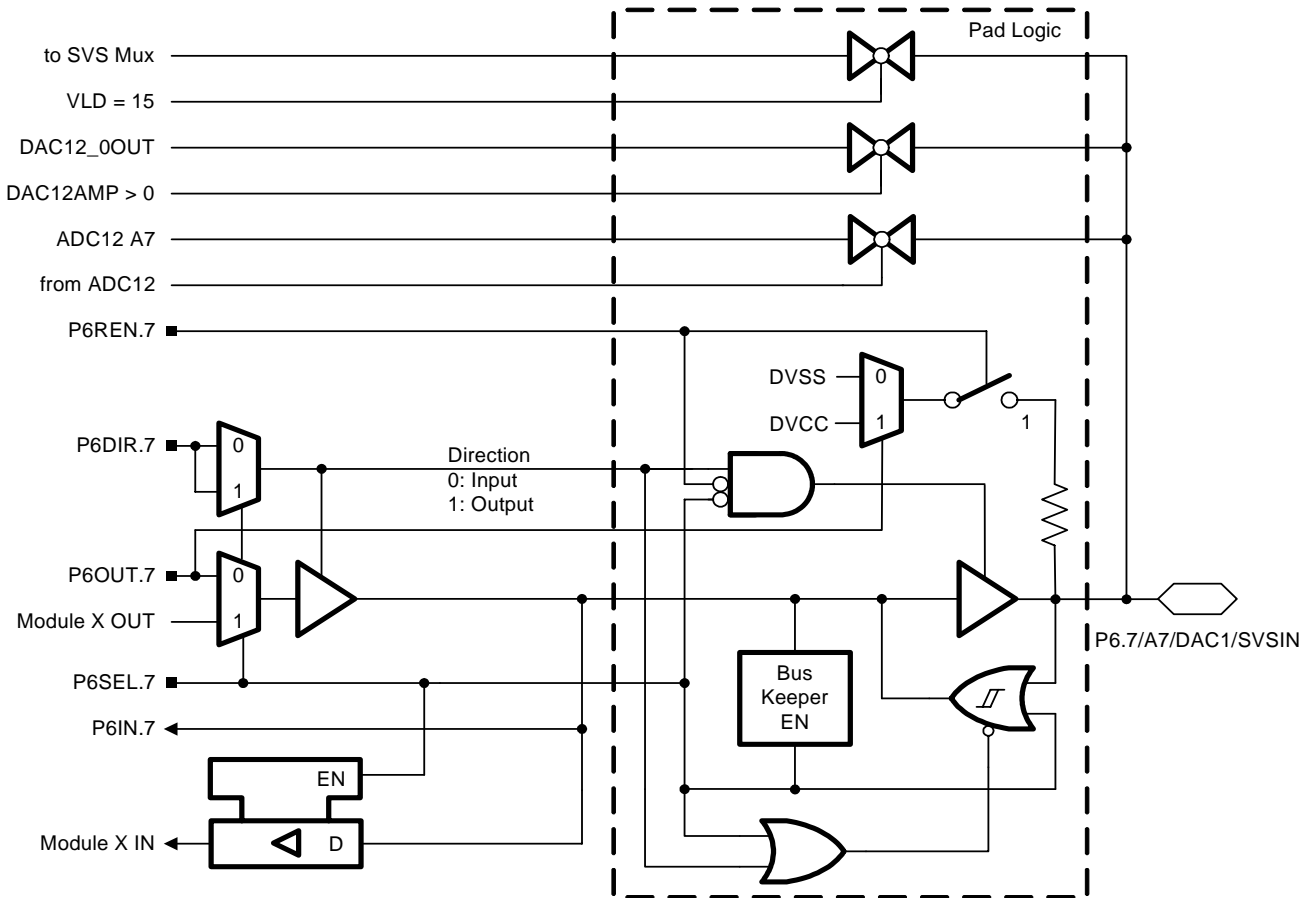 Pad Logic
to SVS Mux
VLD = 15
DAC12_0OUT
DAC12AMP > 0
ADC12 A7
from ADC12
P6REN.7
DVSS
0
DVCC
1
1
P6DIR.7
0
1
Direction
0: Input
1: Output
P6OUT.7
0
Module X OUT
1
P6.7/A7/DAC1/SVSIN
P6SEL.7
Bus
Keeper
EN
P6IN.7
EN
Module X IN
D